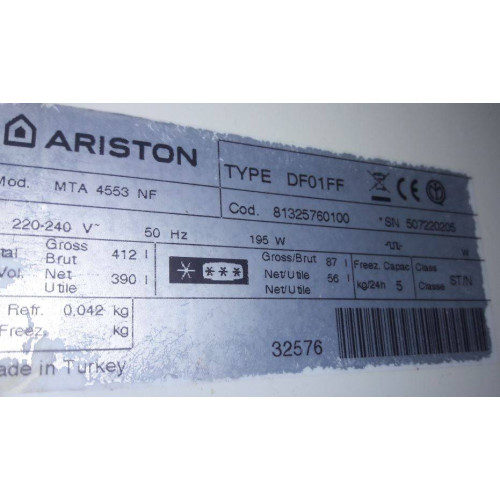 ARISTON
TYPE DF01FF
CE
Mod. MTA 4553 NF
Cod. 81325760100 *SN 507220205
220-240 V~ 50 Hz 195 W W
Gross Brut 412 l
Vol. Net Utile 390 l
* ***
Gross/Brut 87 l
Net/Utile 56 l
Net/Utile
Freez. Capac
kg/24h 5
Class
Classe ST/N
Refr. 0,042 kg
Freez. kg
32576
ade in Turkey